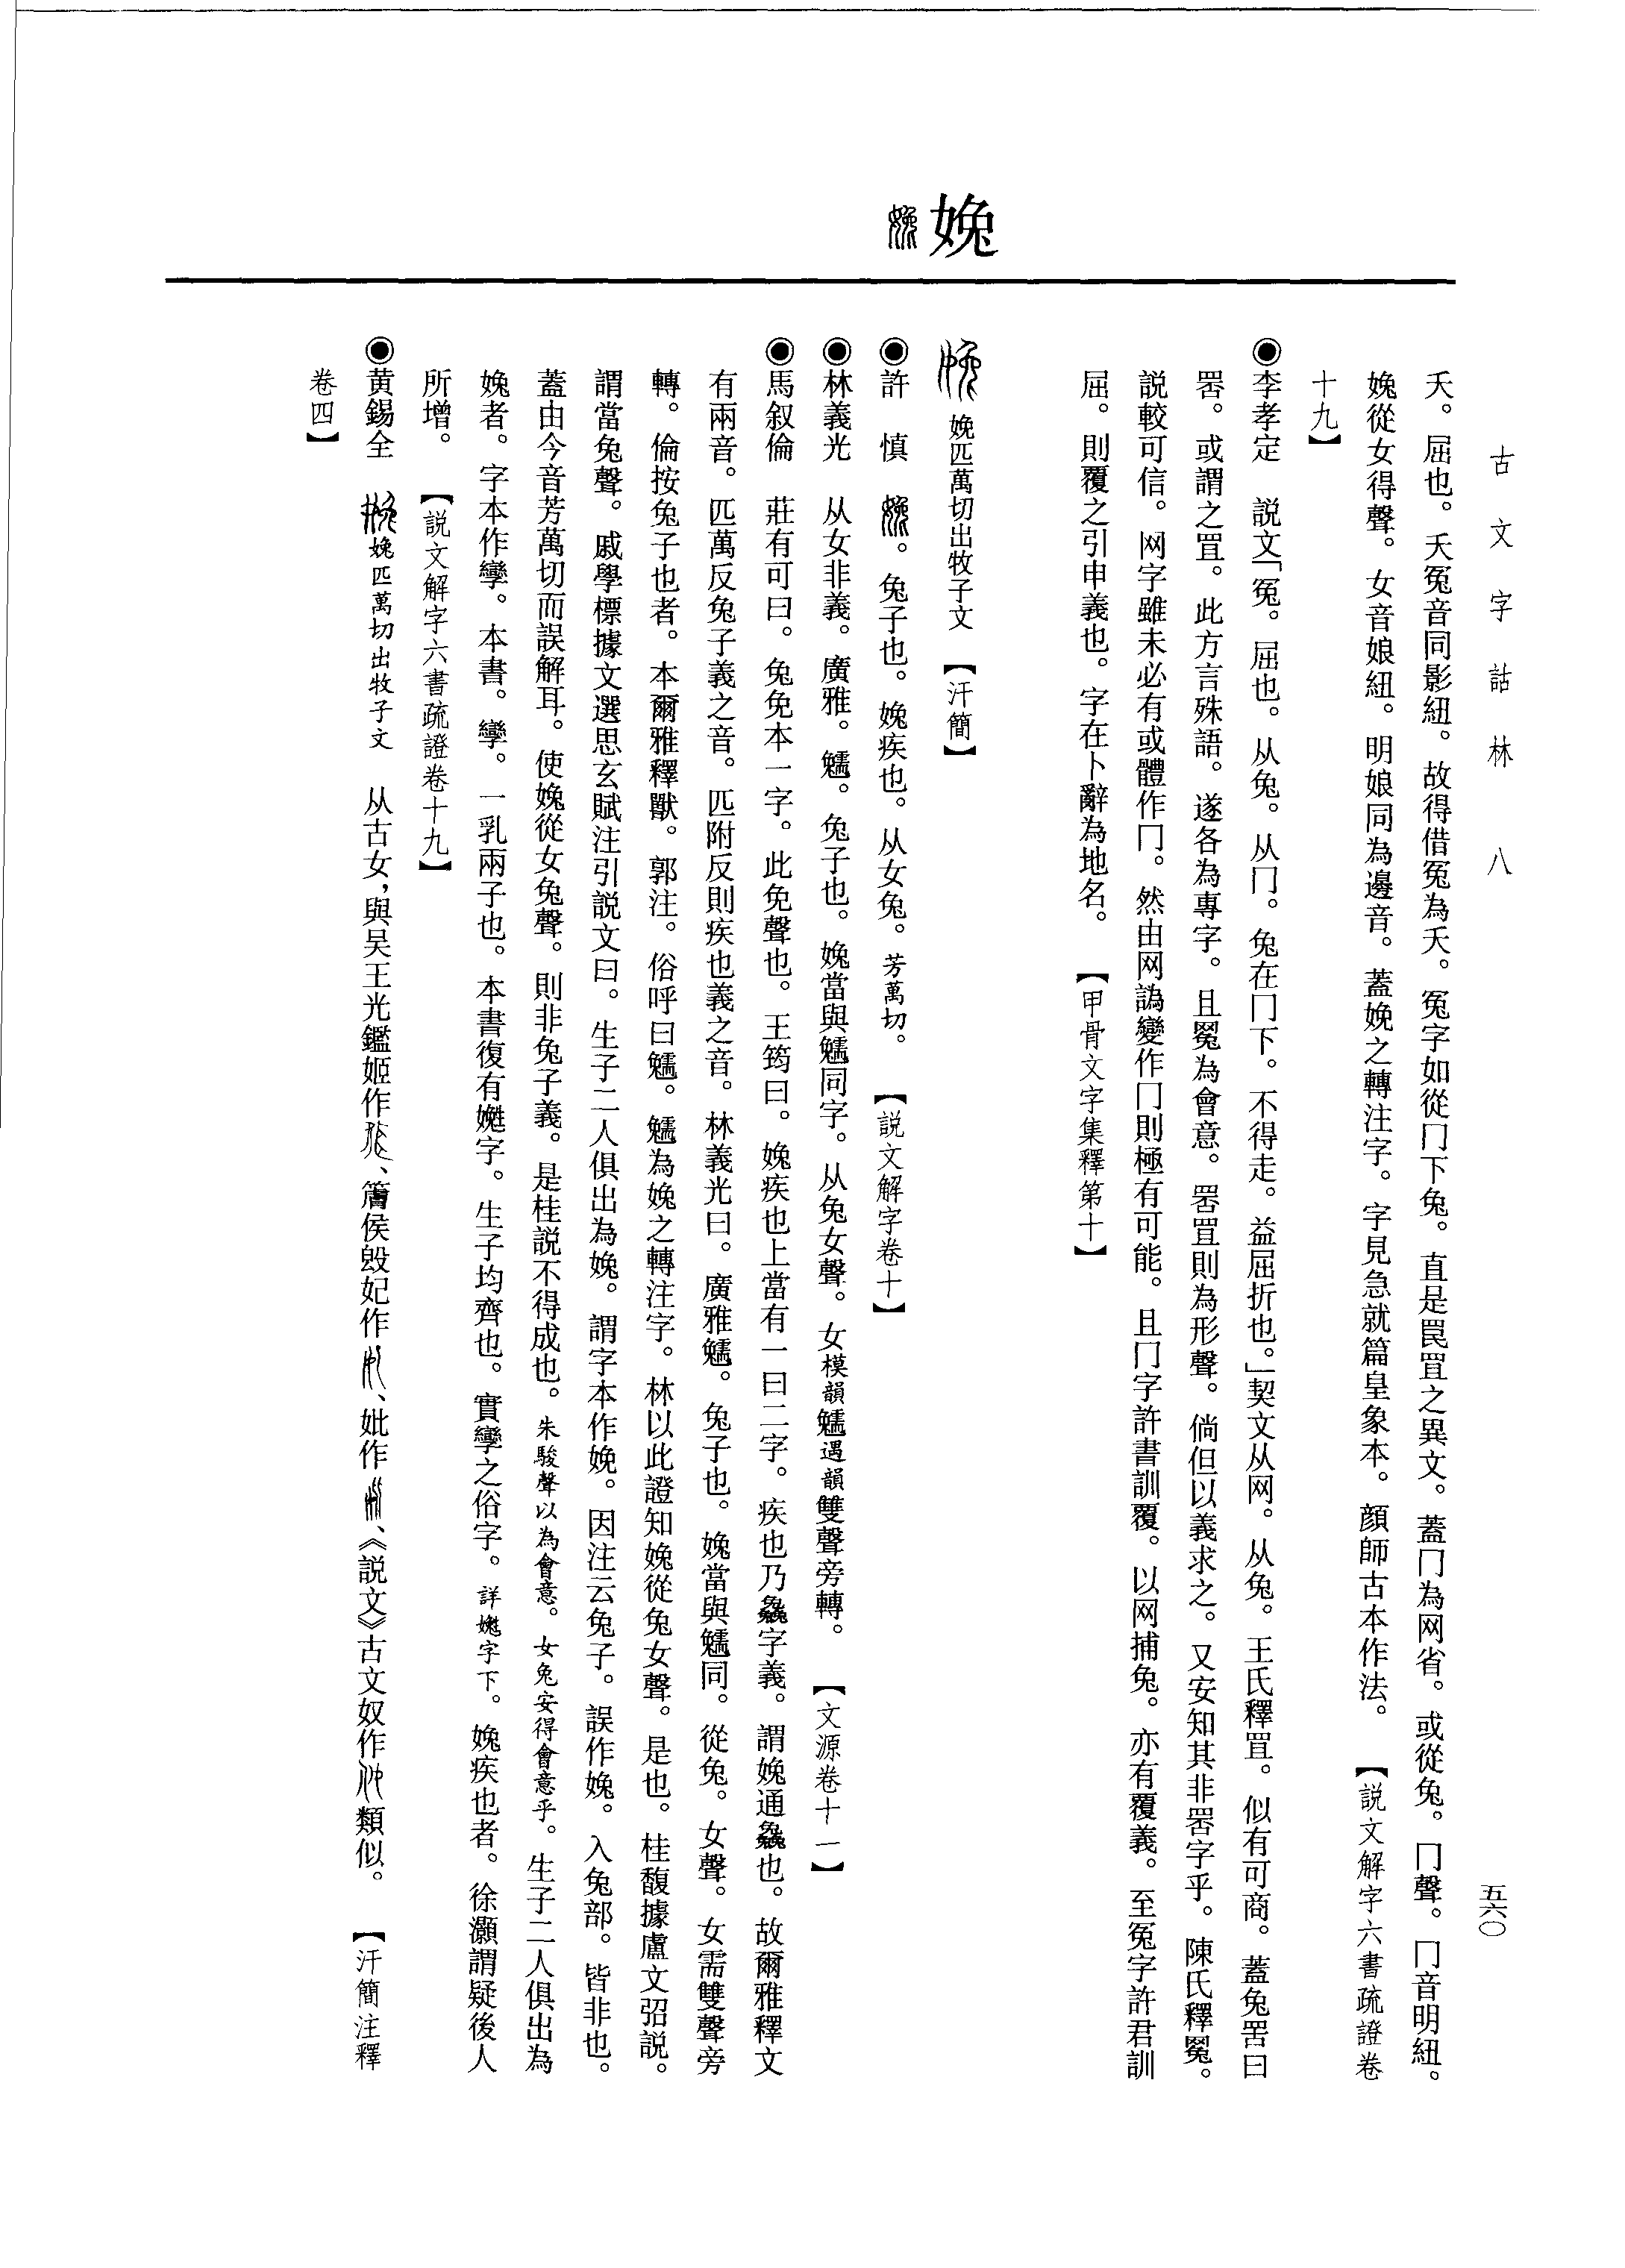 古文字詁林　八
五六〇
㝃
夭。屈也。夭冤音同影紐。故得借冤為夭。冤字如從冂下兔。直是罠罝之異文。蓋冂為网省。或從兔。冂聲。冂音明紐。
娩從女得聲。女音娘紐。明娘同為邊音。蓋娩之轉注字。字見急就篇皇象本。顔師古本作法。【説文解字六書疏證卷
十九】
◉李孝定　説文「冤。屈也。从兔。从冂。兔在冂下。不得走。益屈折也。」契文从网。从兔。王氏釋罝。似有可商。蓋兔罟曰
罟。或謂之罝。此方言殊語。遂各為專字。且冤為會意。罟罝則為形聲。倘但以義求之。又安知其非罟字乎。陳氏釋冤。
説較可信。网字雖未必有或體作冂。然由网譌變作冂則極有可能。且冂字許書訓覆。以网捕兔。亦有覆義。至冤字許君訓
屈。則覆之引申義也。字在卜辭為地名。【甲骨文字集釋第十】
娩匹萬切出牧子文【汗簡】
◉許　慎　。兔子也。娩疾也。从女兔。芳萬切。【説文解字卷十】
◉林義光　从女非義。廣雅。䨲。兔子也。娩當與䨲同字。从兔女聲。女模韻䨲遇韻雙聲旁轉。【文源卷十一】
◉馬叙倫　莊有可曰。兔免本一字。此免聲也。王筠曰。娩疾也上當有一曰二字。疾也乃鱻字義。謂娩通也。故爾雅釋文
有兩音。匹萬反兔子義之音。匹附反則疾也義之音。林義光曰。廣雅䨲。兔子也。娩當與䨲同。從兔。女聲。女需雙聲旁
轉。倫按兔子也者。本爾雅釋獸。郭注。俗呼曰䨲。䨲為娩之轉注字。林以此證知娩從兔女聲。是也。桂馥據盧文弨説。
謂當兔聲。戚學標據文選思玄賦注引説文曰。生子二人俱出為娩。謂字本作娩。因注云兔子。誤作娩。入兔部。皆非也。
蓋由今音芳萬切而誤解耳。使娩從女兔聲。則非兔子義。是桂説不得成也。朱駿聲以為會意。女兔安得會意乎。生子二人俱出為
娩者。字本作孿。本書。孿。一乳兩子也。本書復有嬎字。生子均齊也。實孿之俗字。詳嬎字下。娩疾也者。徐灝謂疑後人
所增。【説文解字六書疏證卷十九】
◉黄錫全　娩匹萬切出牧子文　从古女，與吴王光鑑姬作、簷侯毁妃作、妣作、《説文》古文奴作類似。【汗簡注釋
卷四】